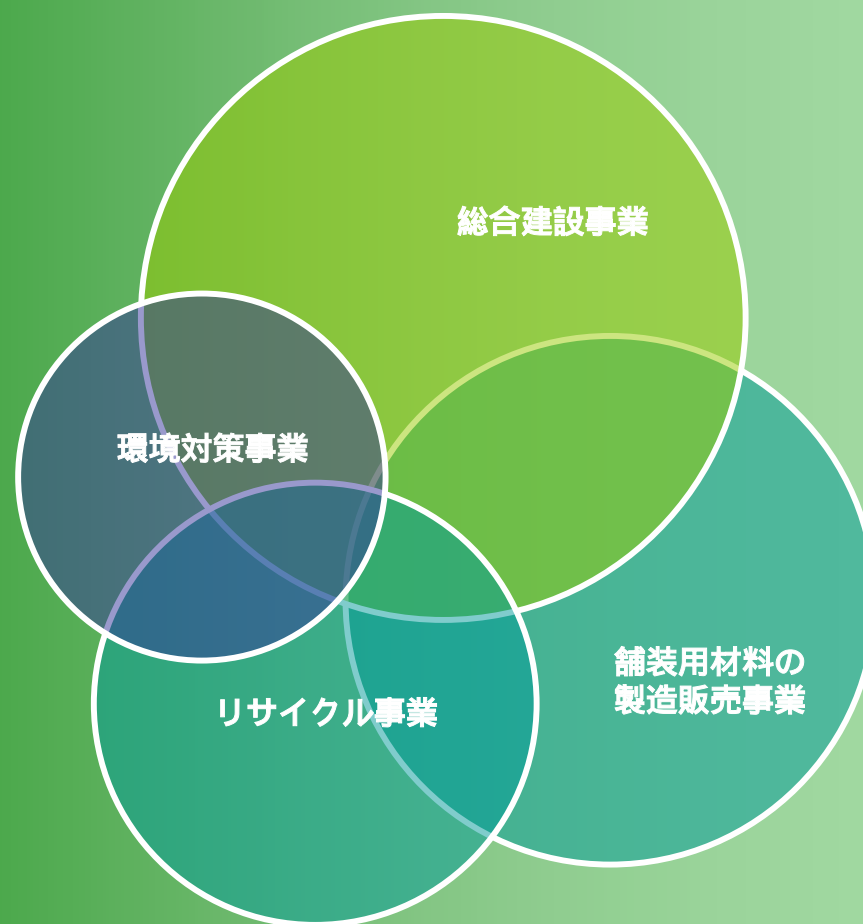 総合建設事業
環境対策事業
舗装用材料の
製造販売事業
リサイクル事業